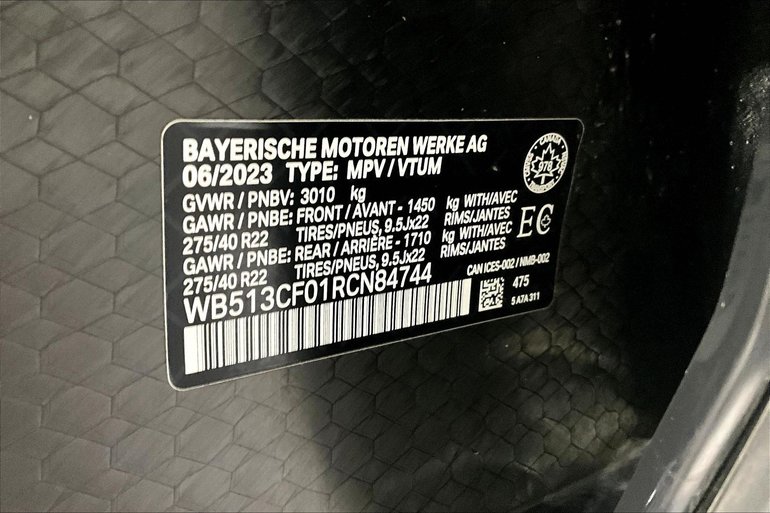 BAYERISCHE MOTOREN WERKE AG
06/2023 TYPE: MPV / VTUM
GVWR / PNBV: 3010 kg
GAWR / PNBE: FRONT / AVANT - 1450 kg WITH/AVEC
275/40 R22 TIRES/PNEUS, 9.5Jx22 RIMS/JANTES
GAWR / PNBE: REAR / ARRIÈRE - 1710 kg WITH/AVEC
275/40 R22 TIRES/PNEUS, 9.5Jx22 RIMS/JANTES
WB513CF01RCN84744
CANADA
978
EC
CAN ICES-002 / NMB-002
475
5 A7A 311